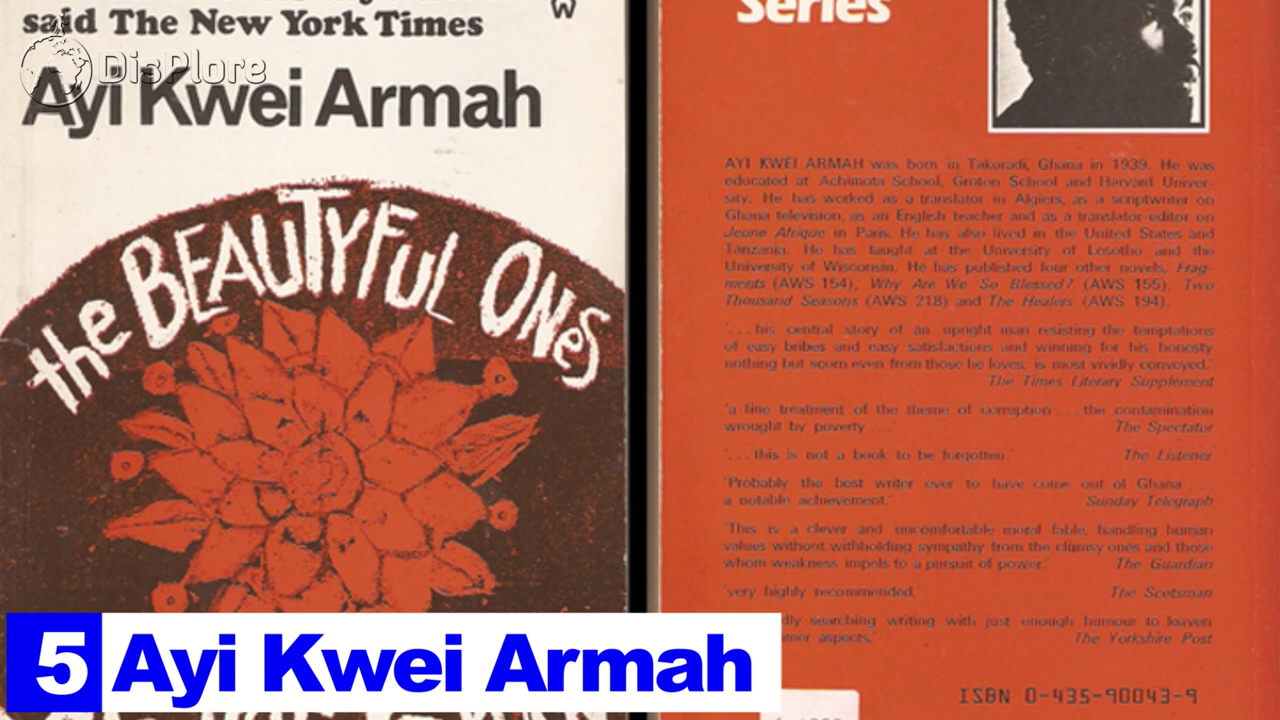 said The New York Times
DisPlore
Ayi Kwei Armah
the BEAUTYFUL ONES
5 Ayi Kwei Armah
Series
AYI KWEI ARMAH was born in Takoradi, Ghana in 1939. He was
educated at Achimota School, Groton School and Harvard Univer-
sity. He has worked as a translator in Algiers, as a scriptwriter on
Ghana television, as an English teacher and as a translator-editor on
Jeune Afrique in Paris. He has also lived in the United States and
Tanzania. He has taught at the University of Lesotho and the
University of Wisconsin. He has published four other novels, Frag-
ments (AWS 154), Why Are We So Blessed? (AWS 155), Two
Thousand Seasons (AWS 218) and The Healers (AWS 194).
'. . . his central story of an upright man resisting the temptations
of easy bribes and easy satisfactions and winning for his honesty
nothing but scorn even from those he loves, is most vividly conveyed.'
The Times Literary Supplement
'a fine treatment of the theme of corruption . . . the contamination
wrought by poverty . . .' The Spectator
'. . . this is not a book to be forgotten.' The Listener
'Probably the best writer ever to have come out of Ghana . . .
a notable achievement.' Sunday Telegraph
'This is a clever and uncomfortable moral fable, handling human
values without withholding sympathy from the clumsy ones and those
whom weakness impels to a pursuit of power.' The Guardian
'very highly recommended,' The Scotsman
searching writing with just enough humour to leaven
aspects.' The Yorkshire Post
ISBN 0-435-90043-9